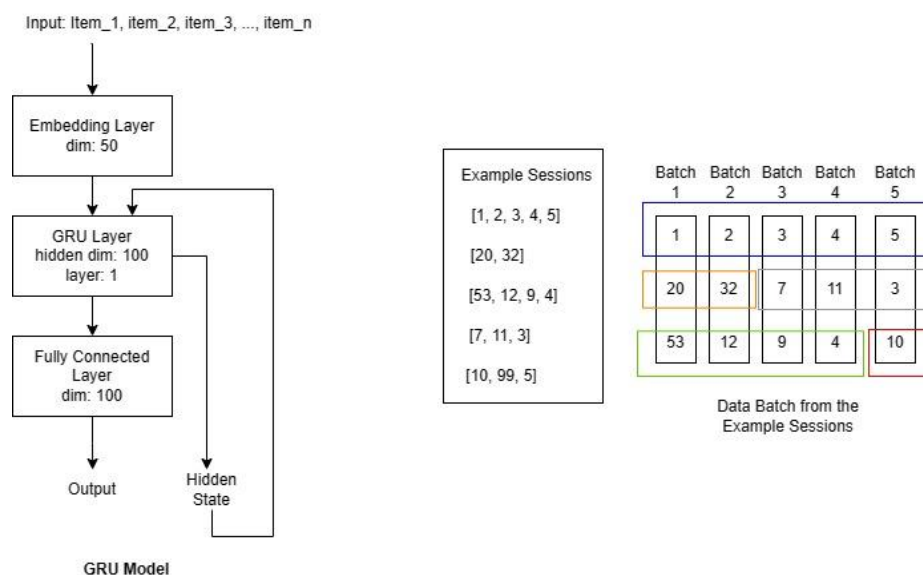 Input: Item_1, item_2, item_3, ..., item_n
Embedding Layer
dim: 50
GRU Layer
hidden dim: 100
layer: 1
Fully Connected
Layer
dim: 100
Output
Hidden
State
GRU Model
Example Sessions
[1, 2, 3, 4, 5]
[20, 32]
[53, 12, 9, 4]
[7, 11, 3]
[10, 99, 5]
Batch Batch Batch Batch Batch
1 2 3 4 5
1 2 3 4 5
20 32 7 11 3
53 12 9 4 10
Data Batch from the
Example Sessions